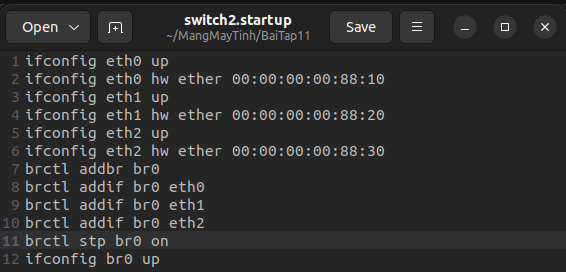 Open
switch2.startup
~/MangMayTinh/BaiTap11
Save
1 ifconfig eth0 up
2 ifconfig eth0 hw ether 00:00:00:00:88:10
3 ifconfig eth1 up
4 ifconfig eth1 hw ether 00:00:00:00:88:20
5 ifconfig eth2 up
6 ifconfig eth2 hw ether 00:00:00:00:88:30
7 brctl addbr br0
8 brctl addif br0 eth0
9 brctl addif br0 eth1
10 brctl addif br0 eth2
11 brctl stp br0 on
12 ifconfig br0 up